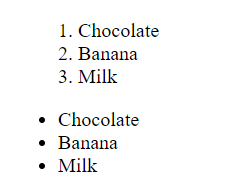 1. Chocolate
2. Banana
3. Milk
• Chocolate
• Banana
• Milk